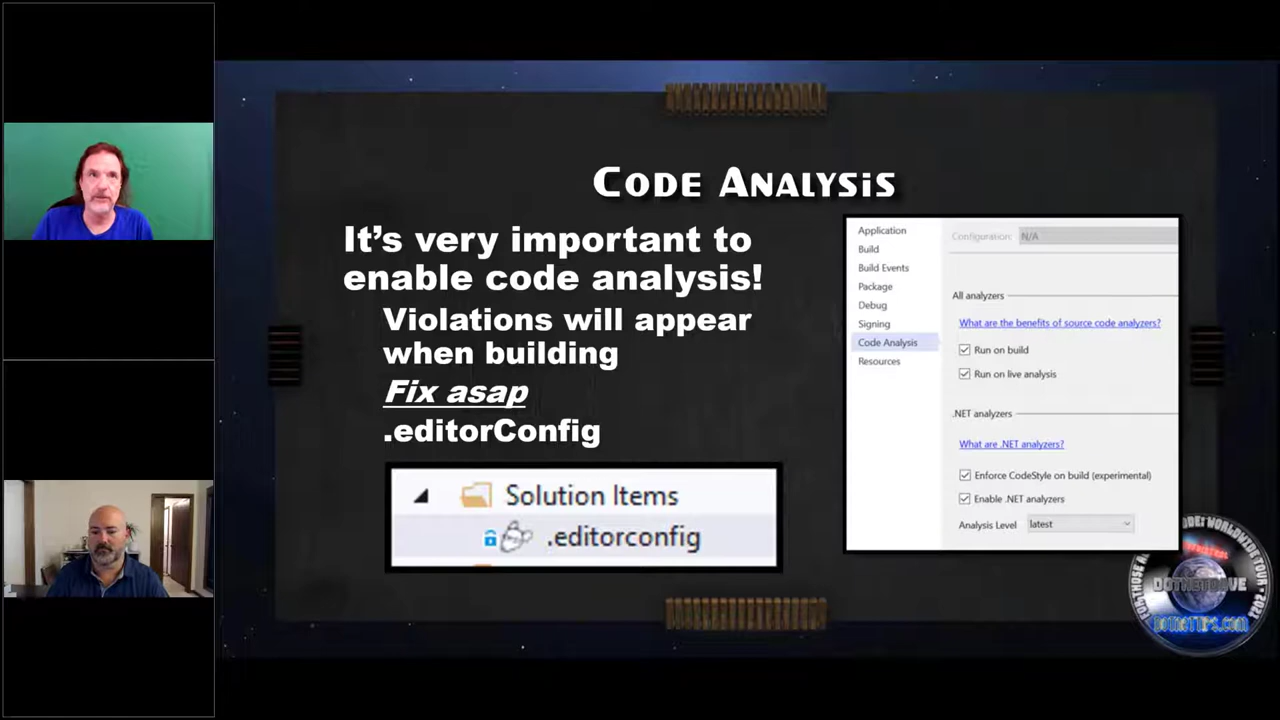 Code Analysis
It's very important to
enable code analysis!
Violations will appear
when building
Fix asap
.editorConfig
Solution Items
.editorconfig
Application
Build
Build Events
Package
Debug
Signing
Code Analysis
Resources
Configuration: N/A
All analyzers
What are the benefits of source code analyzers?
Run on build
Run on live analysis
.NET analyzers
What are .NET analyzers?
Enforce CodeStyle on build (experimental)
Enable .NET analyzers
Analysis Level latest
DOTNETDAVE
DOTNETTIPS.COM